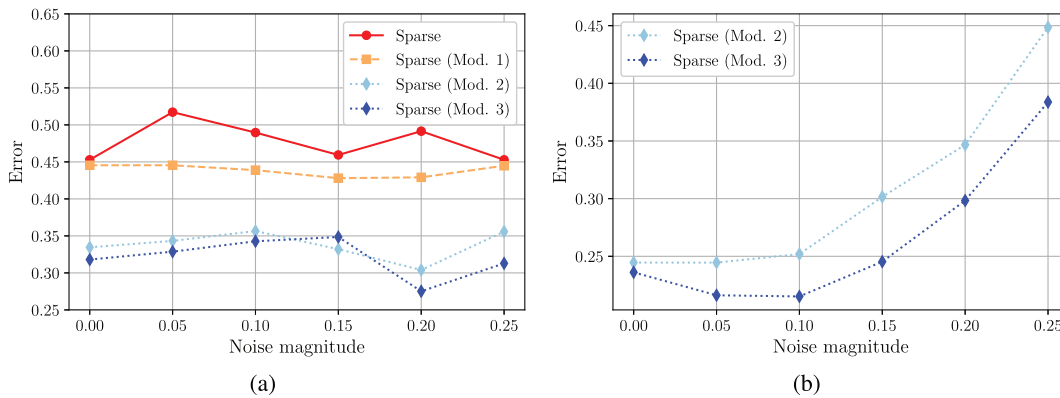 0.65
0.60
0.55
0.50
0.45
0.40
0.35
0.30
0.25
Error
0.00 0.05 0.10 0.15 0.20 0.25
Noise magnitude
Sparse
Sparse (Mod. 1)
Sparse (Mod. 2)
Sparse (Mod. 3)
(a)
0.45
0.40
0.35
0.30
0.25
Error
0.00 0.05 0.10 0.15 0.20 0.25
Noise magnitude
Sparse (Mod. 2)
Sparse (Mod. 3)
(b)